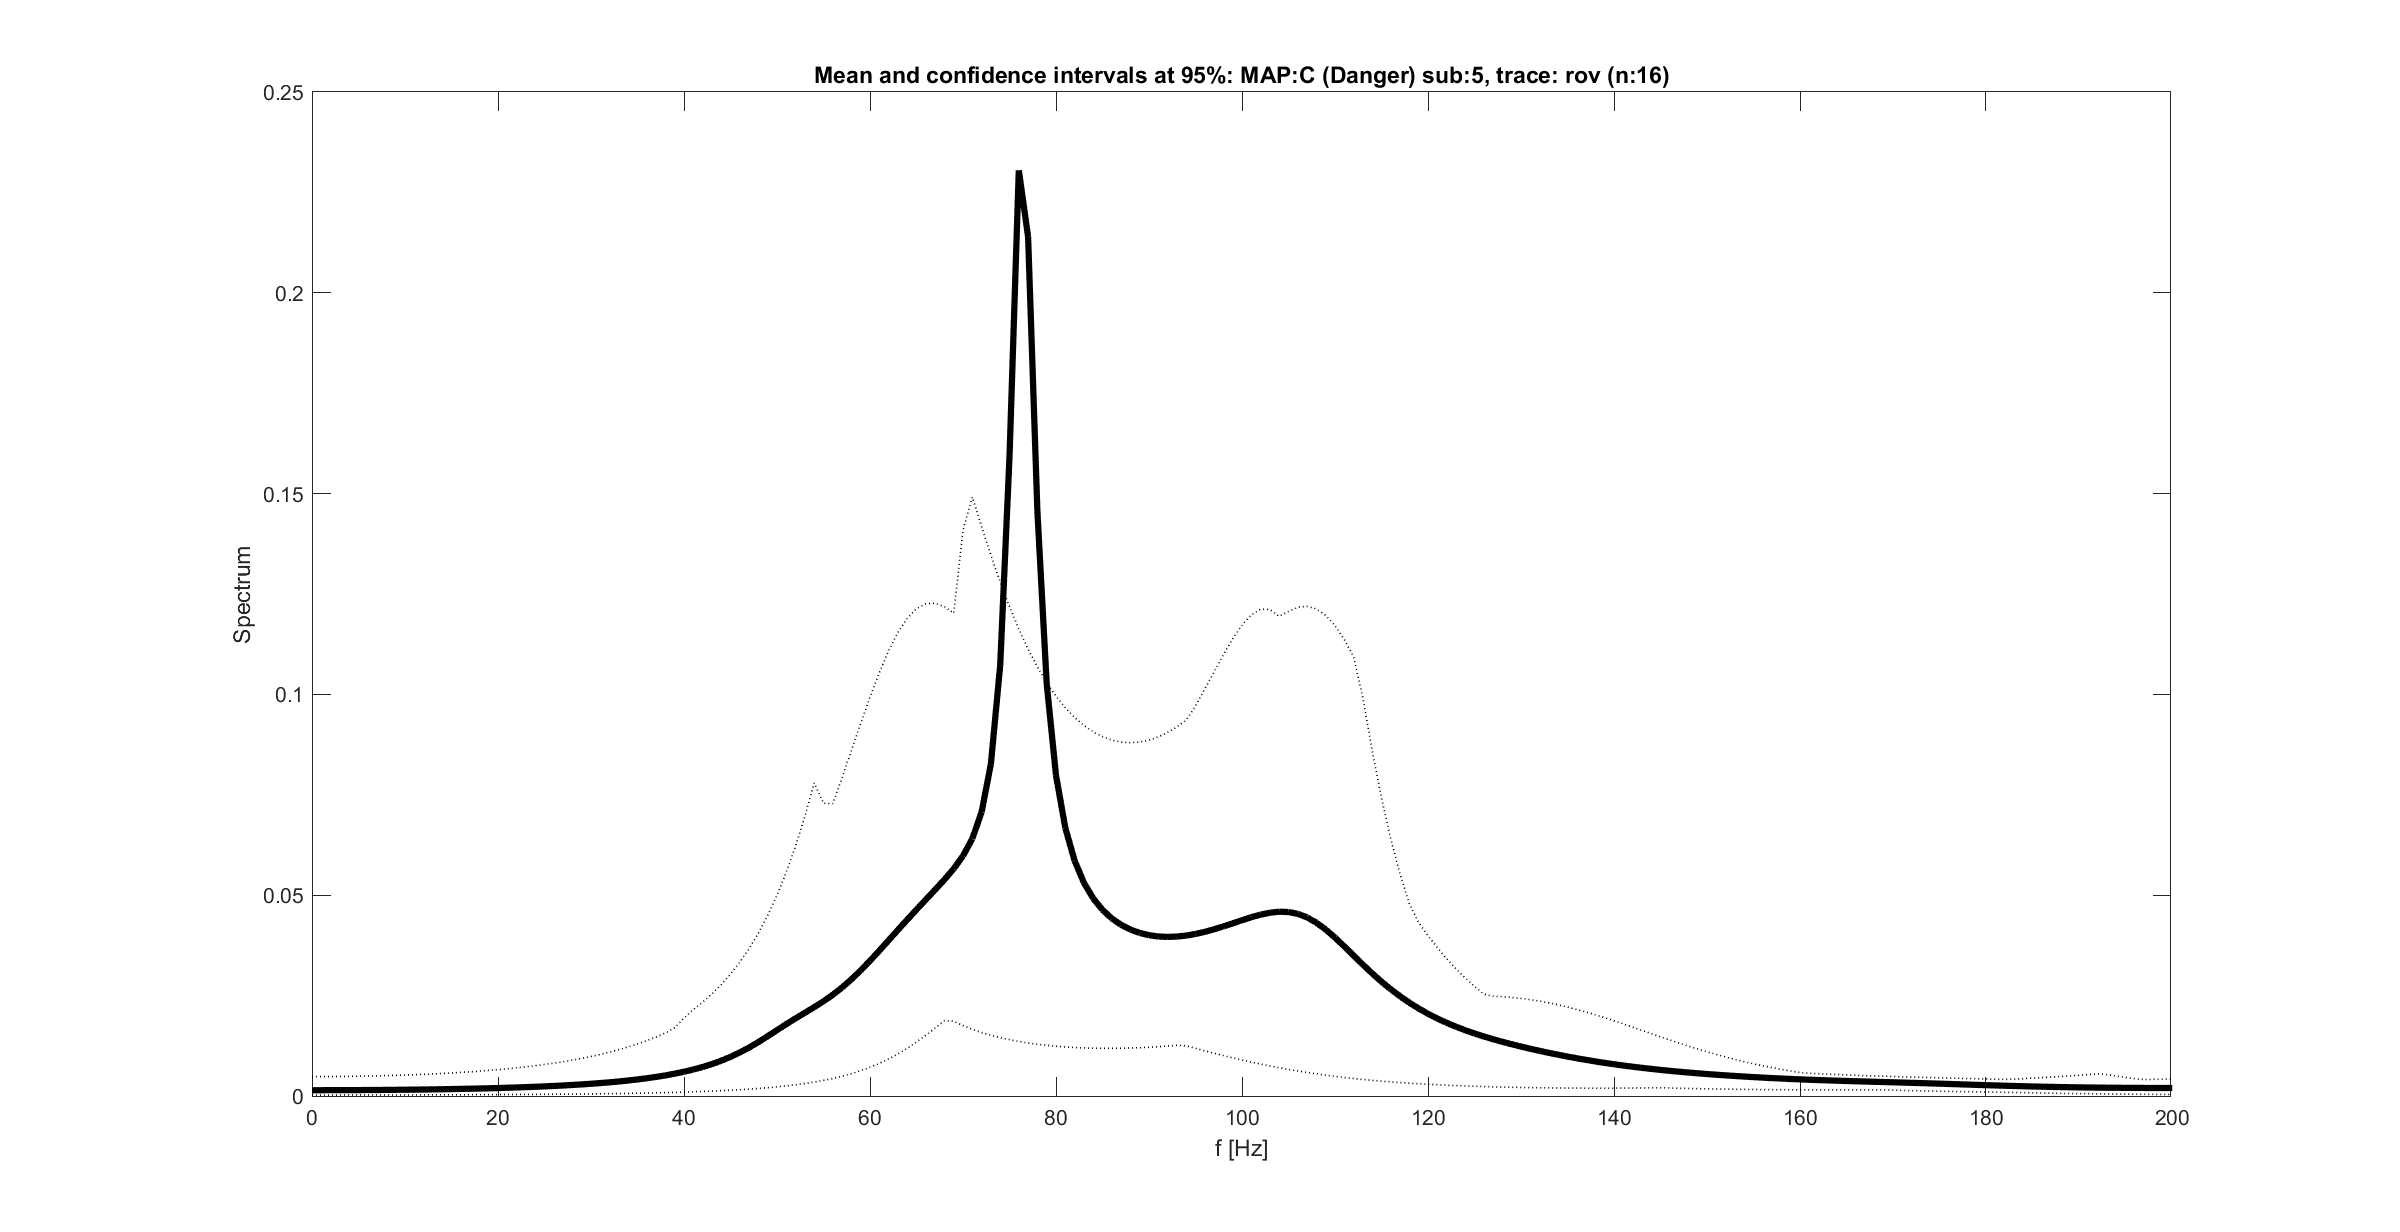 Mean and confidence intervals at 95%: MAP:C (Danger) sub:5, trace: rov (n:16)
0.25
0.2
0.15
0.1
0.05
0
Spectrum
0 20 40 60 80 100 120 140 160 180 200
f [Hz]